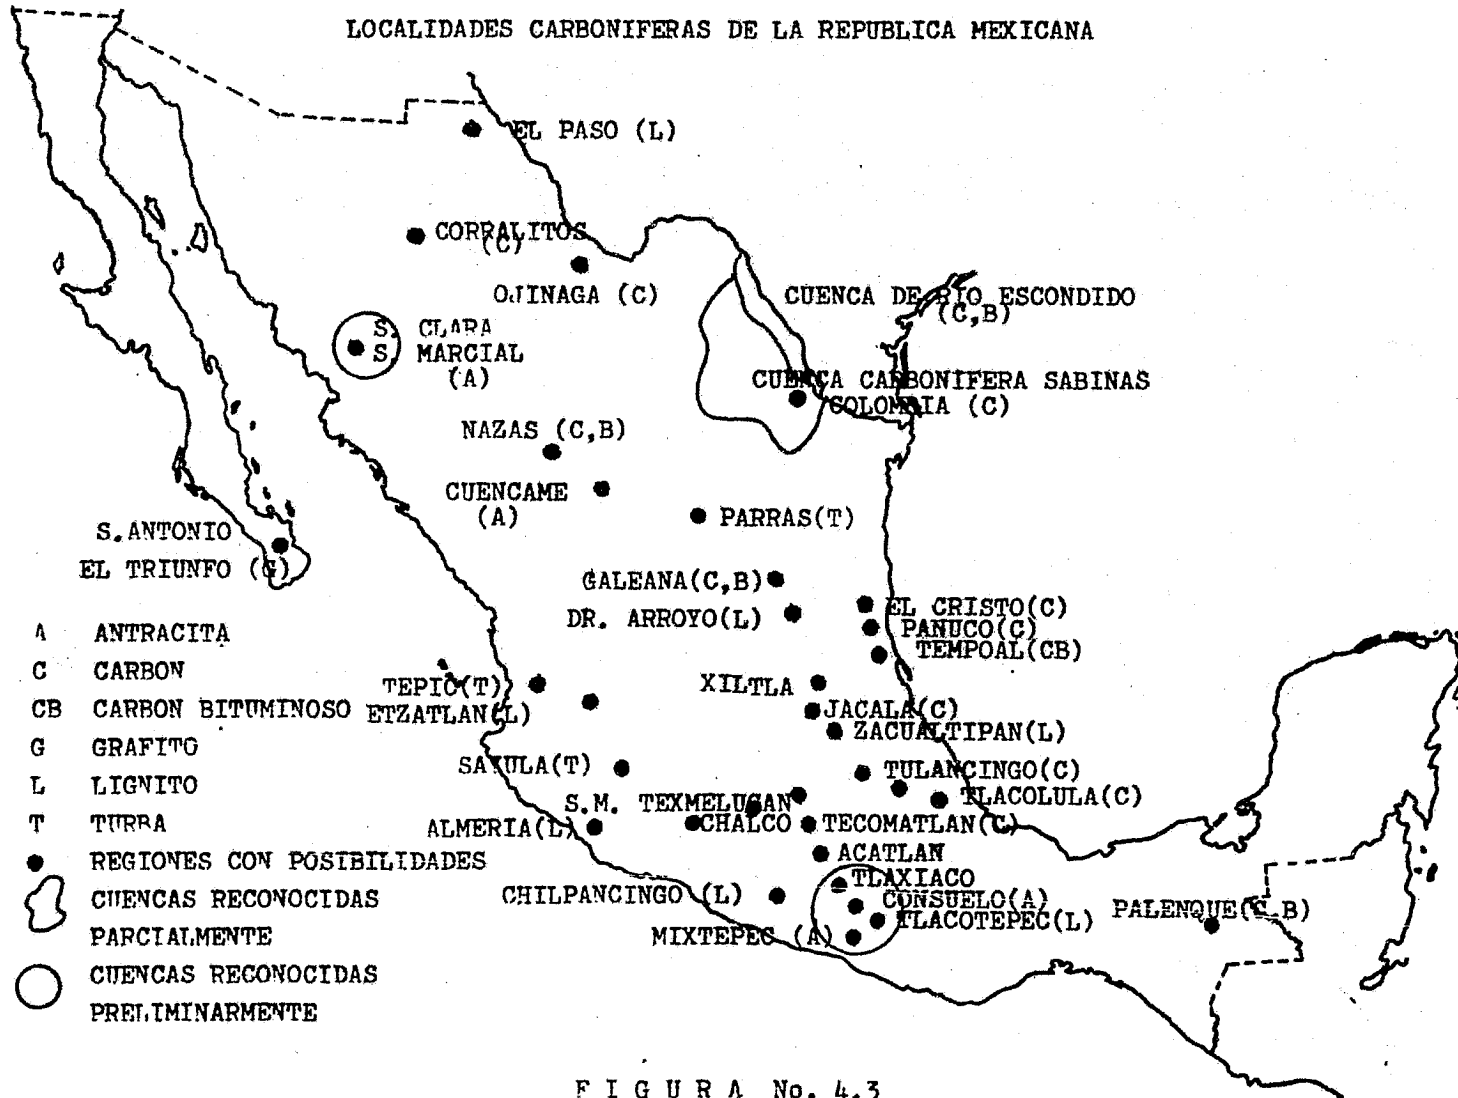 LOCALIDADES CARBONIFERAS DE LA REPUBLICA MEXICANA
EL PASO (L)
CORRALITOS
(C)
OJINAGA (C)
CUENCA DE RIO ESCONDIDO
(C,B)
S. CLARA
S. MARCIAL
(A)
CUENCA CARBONIFERA SABINAS
COLOMBIA (C)
NAZAS (C,B)
CUENCAME
(A)
PARRAS(T)
S.ANTONIO
EL TRIUNFO (G)
GALEANA(C,B)
DR. ARROYO(L)
EL CRISTO(C)
PANUCO(C)
TEMPOAL(CB)
TEPIC(T)
ETZATLAN(L)
XILTLA
JACALA(C)
ZACUALTIPAN(L)
SAYULA(T)
TULANCINGO(C)
TLACOLULA(C)
S.M. TEXMELUCAN
ALMERIA(L)
CHALCO
TECOMATLAN(C)
ACATLAN
TLAXIACO
CHILPANCINGO (L)
CONSUELO(A)
TLACOTEPEC(L)
MIXTEPEC (A)
PALENQUE(C,B)
A ANTRACITA
C CARBON
CB CARBON BITUMINOSO
G GRAFITO
L LIGNITO
T TURBA
REGIONES CON POSIBILIDADES
CUENCAS RECONOCIDAS
PARCIALMENTE
CUENCAS RECONOCIDAS
PRELIMINARMENTE
FIGURA No. 4.3